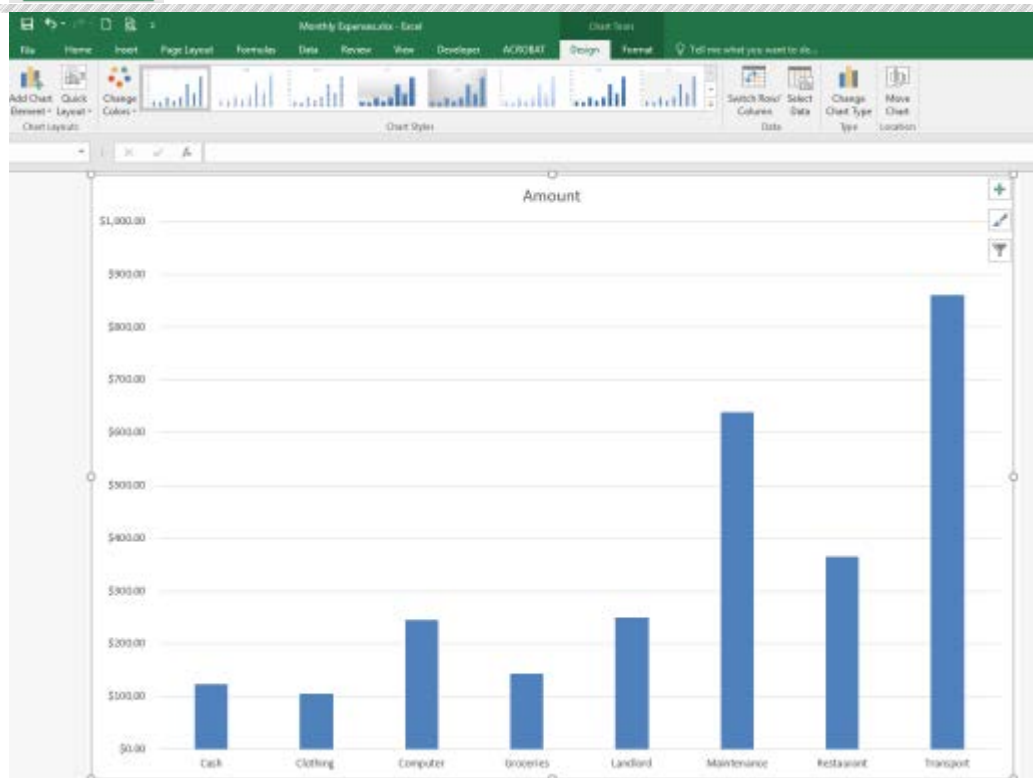 Monthly Expenses.xlsx - Excel
Chart Tools
File Home Insert Page Layout Formulas Data Review View Developer ACROBAT Design Format Tell me what you want to do...
Add Chart Element Quick Layout Change Colors Switch Row/ Column Select Data Change Chart Type Move Chart
Chart Layouts Chart Styles Data Type Location
fx
Amount
$1,000.00
$900.00
$800.00
$700.00
$600.00
$500.00
$400.00
$300.00
$200.00
$100.00
$0.00
Cash Clothing Computer Groceries Landlord Maintenance Restaurant Transport